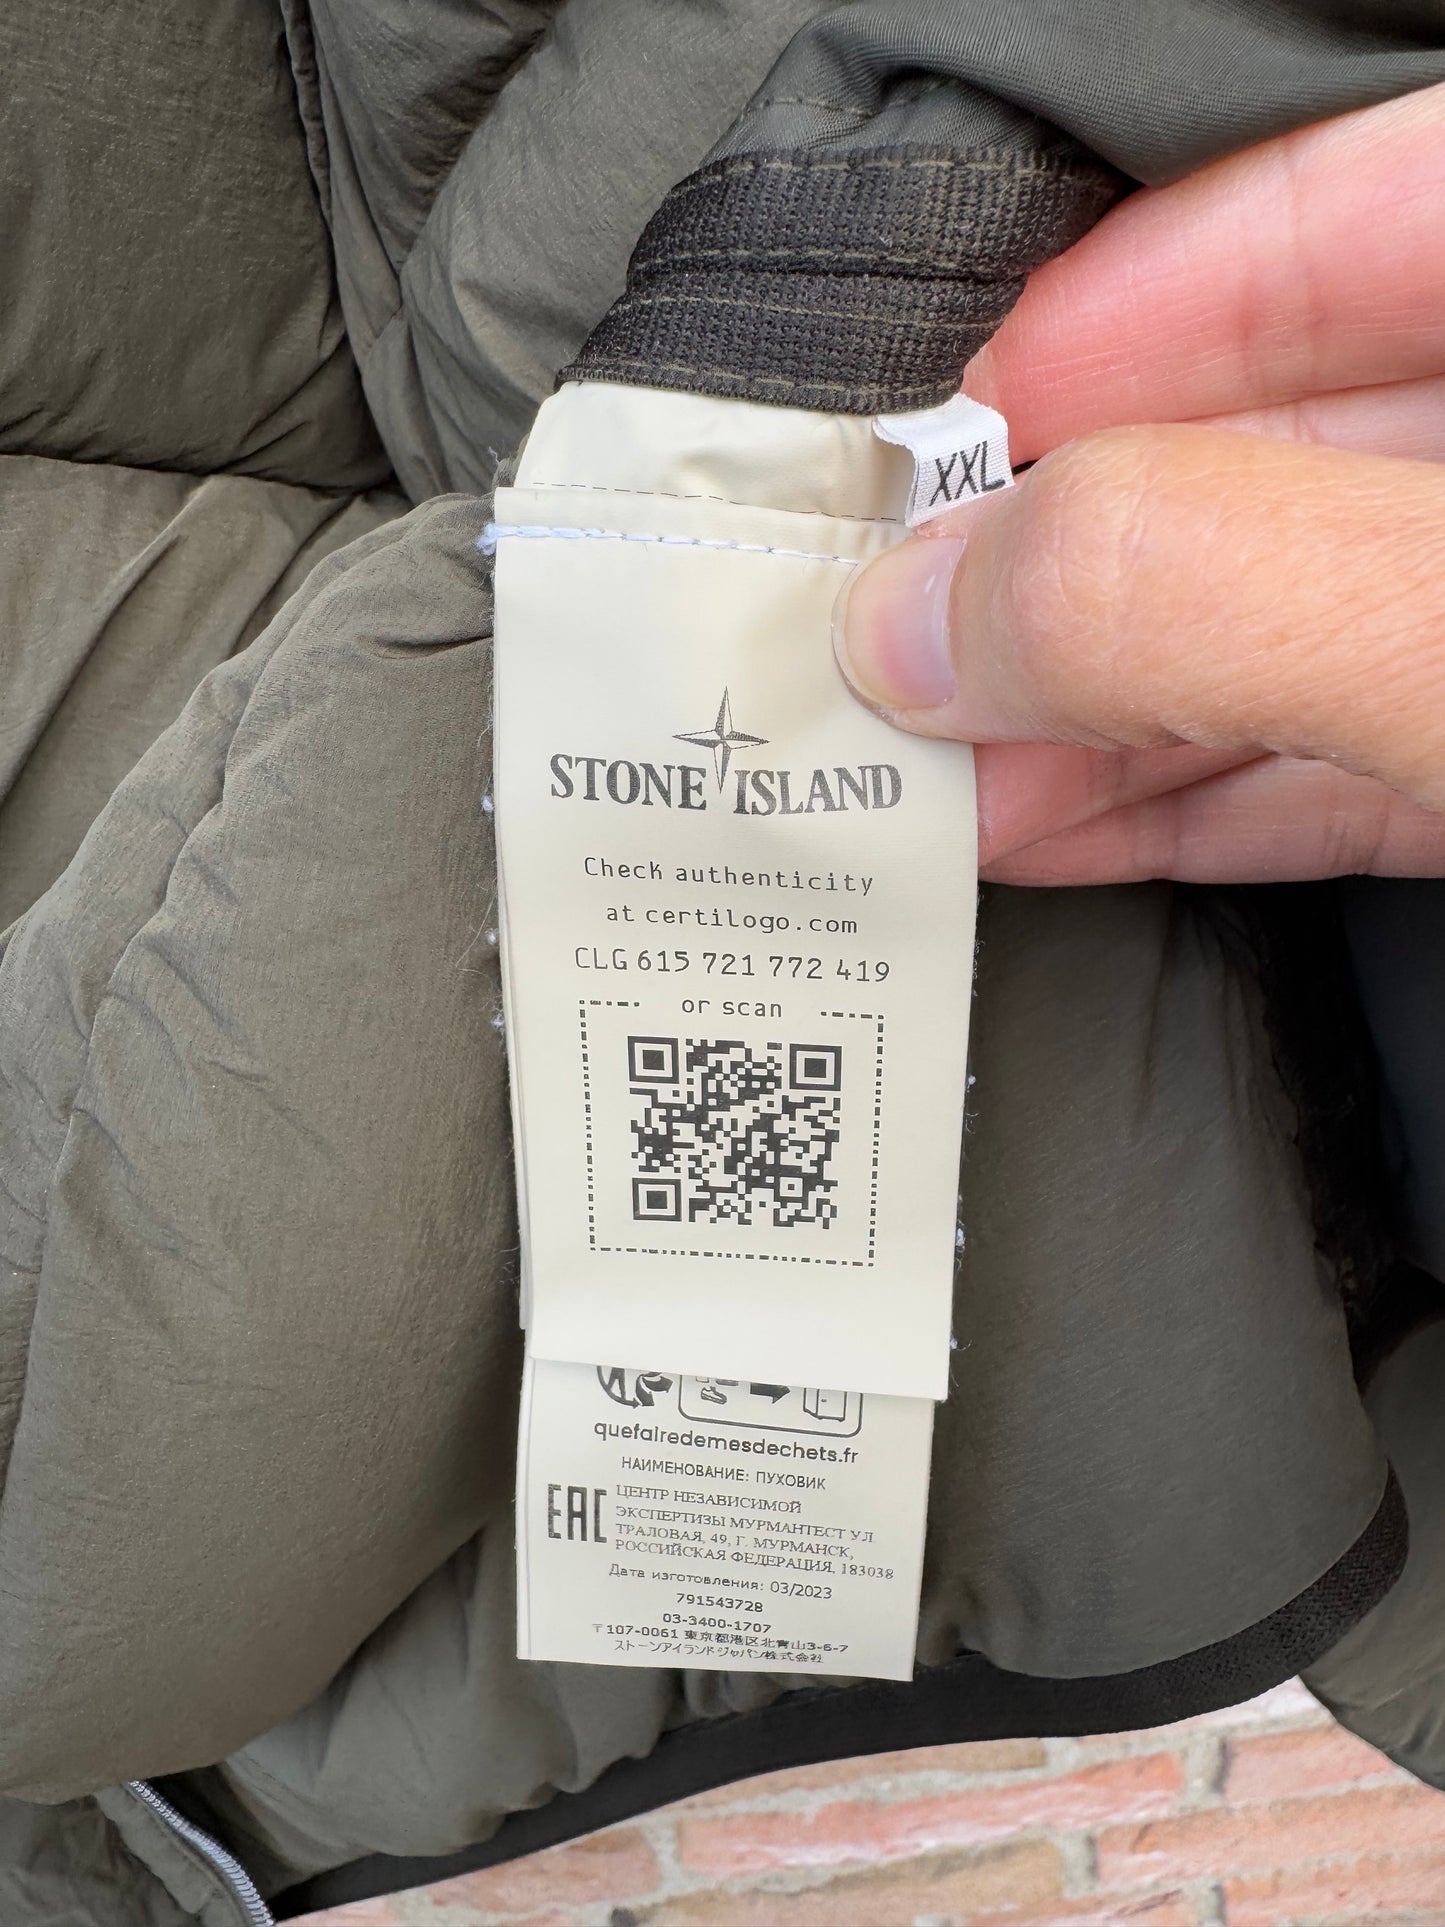 XXL
STONE ISLAND
Check authenticity
at certilogo.com
CLG 615 721 772 419
or scan
quefairedemesdechets.fr
НАИМЕНОВАНИЕ: ПУХОВИК
EAC
ЦЕНТР НЕЗАВИСИМОЙ
ЭКСПЕРТИЗЫ МУРМАНТЕСТ УЛ
ТРАЛОВАЯ, 49, Г. МУРМАНСК,
РОССИЙСКАЯ ФЕДЕРАЦИЯ, 183038
Дата изготовления: 03/2023
791543728
03-3400-1707
〒107-0061 東京都港区北青山3-6-7
ストーンアイランドジャパン株式会社